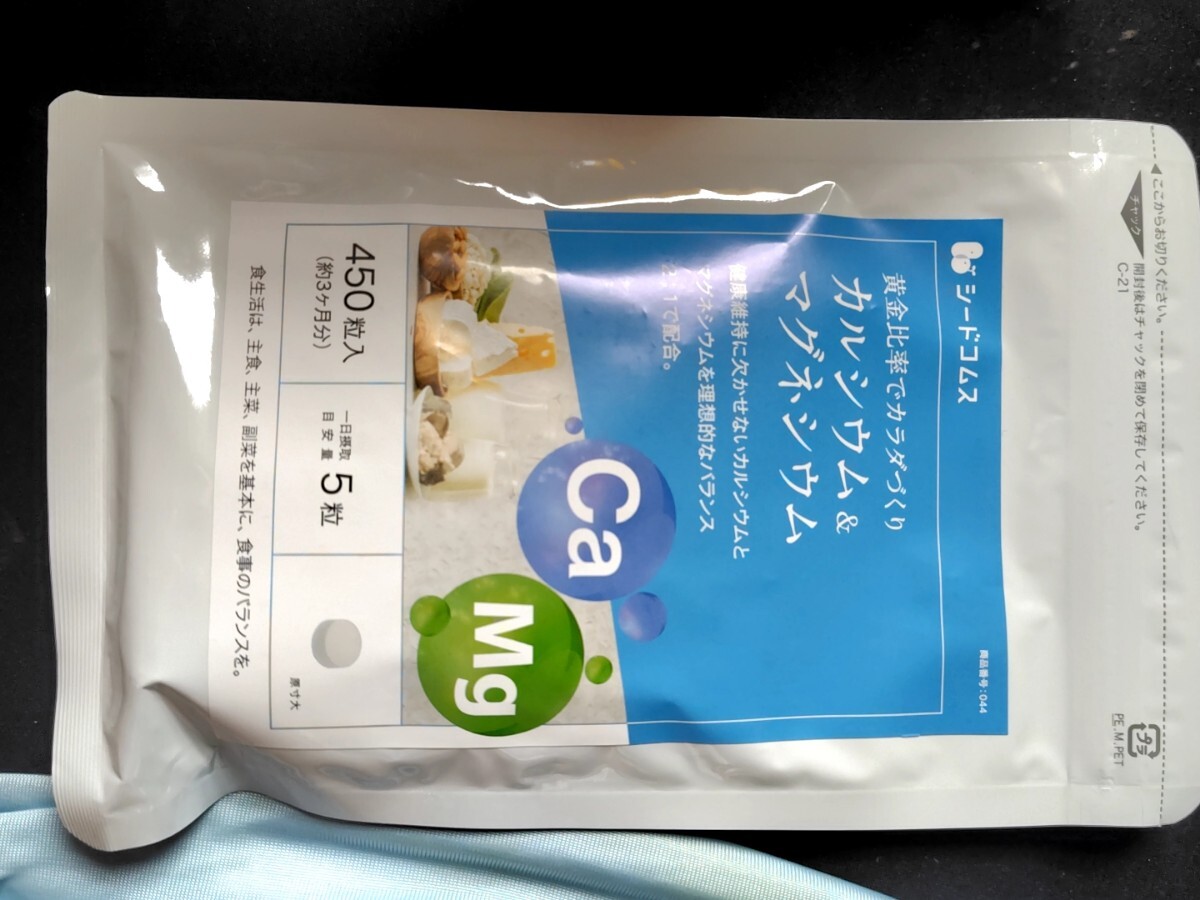 ここからお切りください。
チャック
開封後はチャックを閉めて保存してください。
C-21
プラ
PE,M,PET
シードコムス
商品番号:044
黄金比率でカラダづくり
カルシウム&
マグネシウム
健康維持に欠かせないカルシウムと
マグネシウムを理想的なバランス
1で配合。
Ca
Mg
450粒入
(約3ヶ月分)
一日摂取
目安量
5粒
原寸大
食生活は、主食、主菜、副菜を基本に、食事のバランスを。